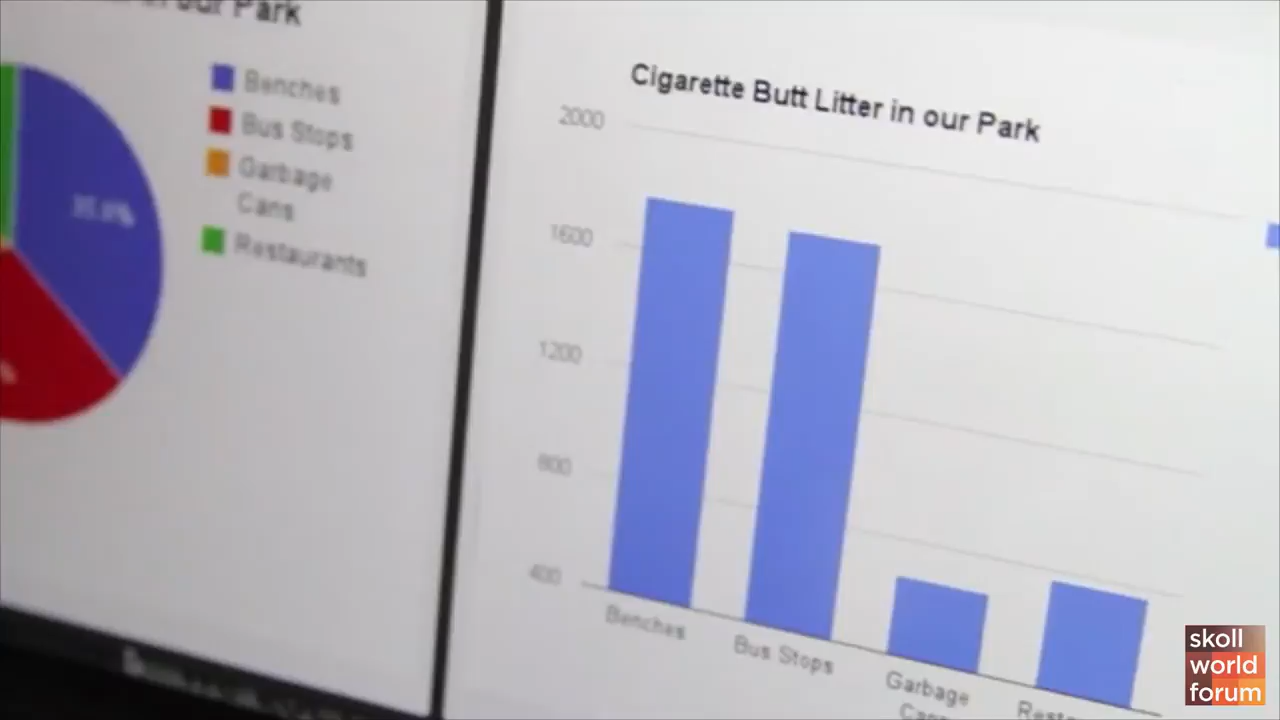 in our Park
Benches
Bus Stops
Garbage
Cans
Restaurants
Cigarette Butt Litter in our Park
2000
1600
1200
800
400
Benches
Bus Stops
Garbage
skoll
world
forum